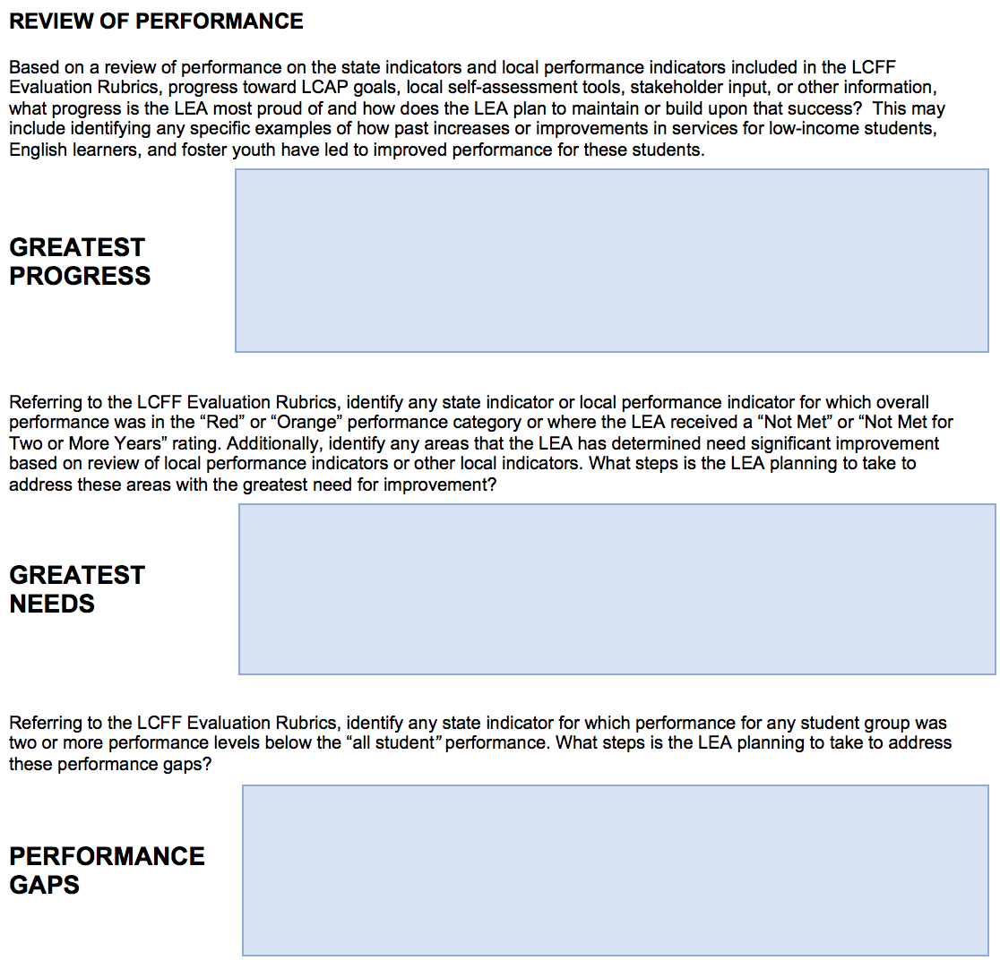 REVIEW OF PERFORMANCE
Based on a review of performance on the state indicators and local performance indicators included in the LCFF
Evaluation Rubrics, progress toward LCAP goals, local self-assessment tools, stakeholder input, or other information,
what progress is the LEA most proud of and how does the LEA plan to maintain or build upon that success?  This may
include identifying any specific examples of how past increases or improvements in services for low-income students,
English learners, and foster youth have led to improved performance for these students.
GREATEST
PROGRESS
Referring to the LCFF Evaluation Rubrics, identify any state indicator or local performance indicator for which overall
performance was in the “Red” or “Orange” performance category or where the LEA received a “Not Met” or “Not Met for
Two or More Years” rating. Additionally, identify any areas that the LEA has determined need significant improvement
based on review of local performance indicators or other local indicators. What steps is the LEA planning to take to
address these areas with the greatest need for improvement?
GREATEST
NEEDS
Referring to the LCFF Evaluation Rubrics, identify any state indicator for which performance for any student group was
two or more performance levels below the “all student” performance. What steps is the LEA planning to take to address
these performance gaps?
PERFORMANCE
GAPS